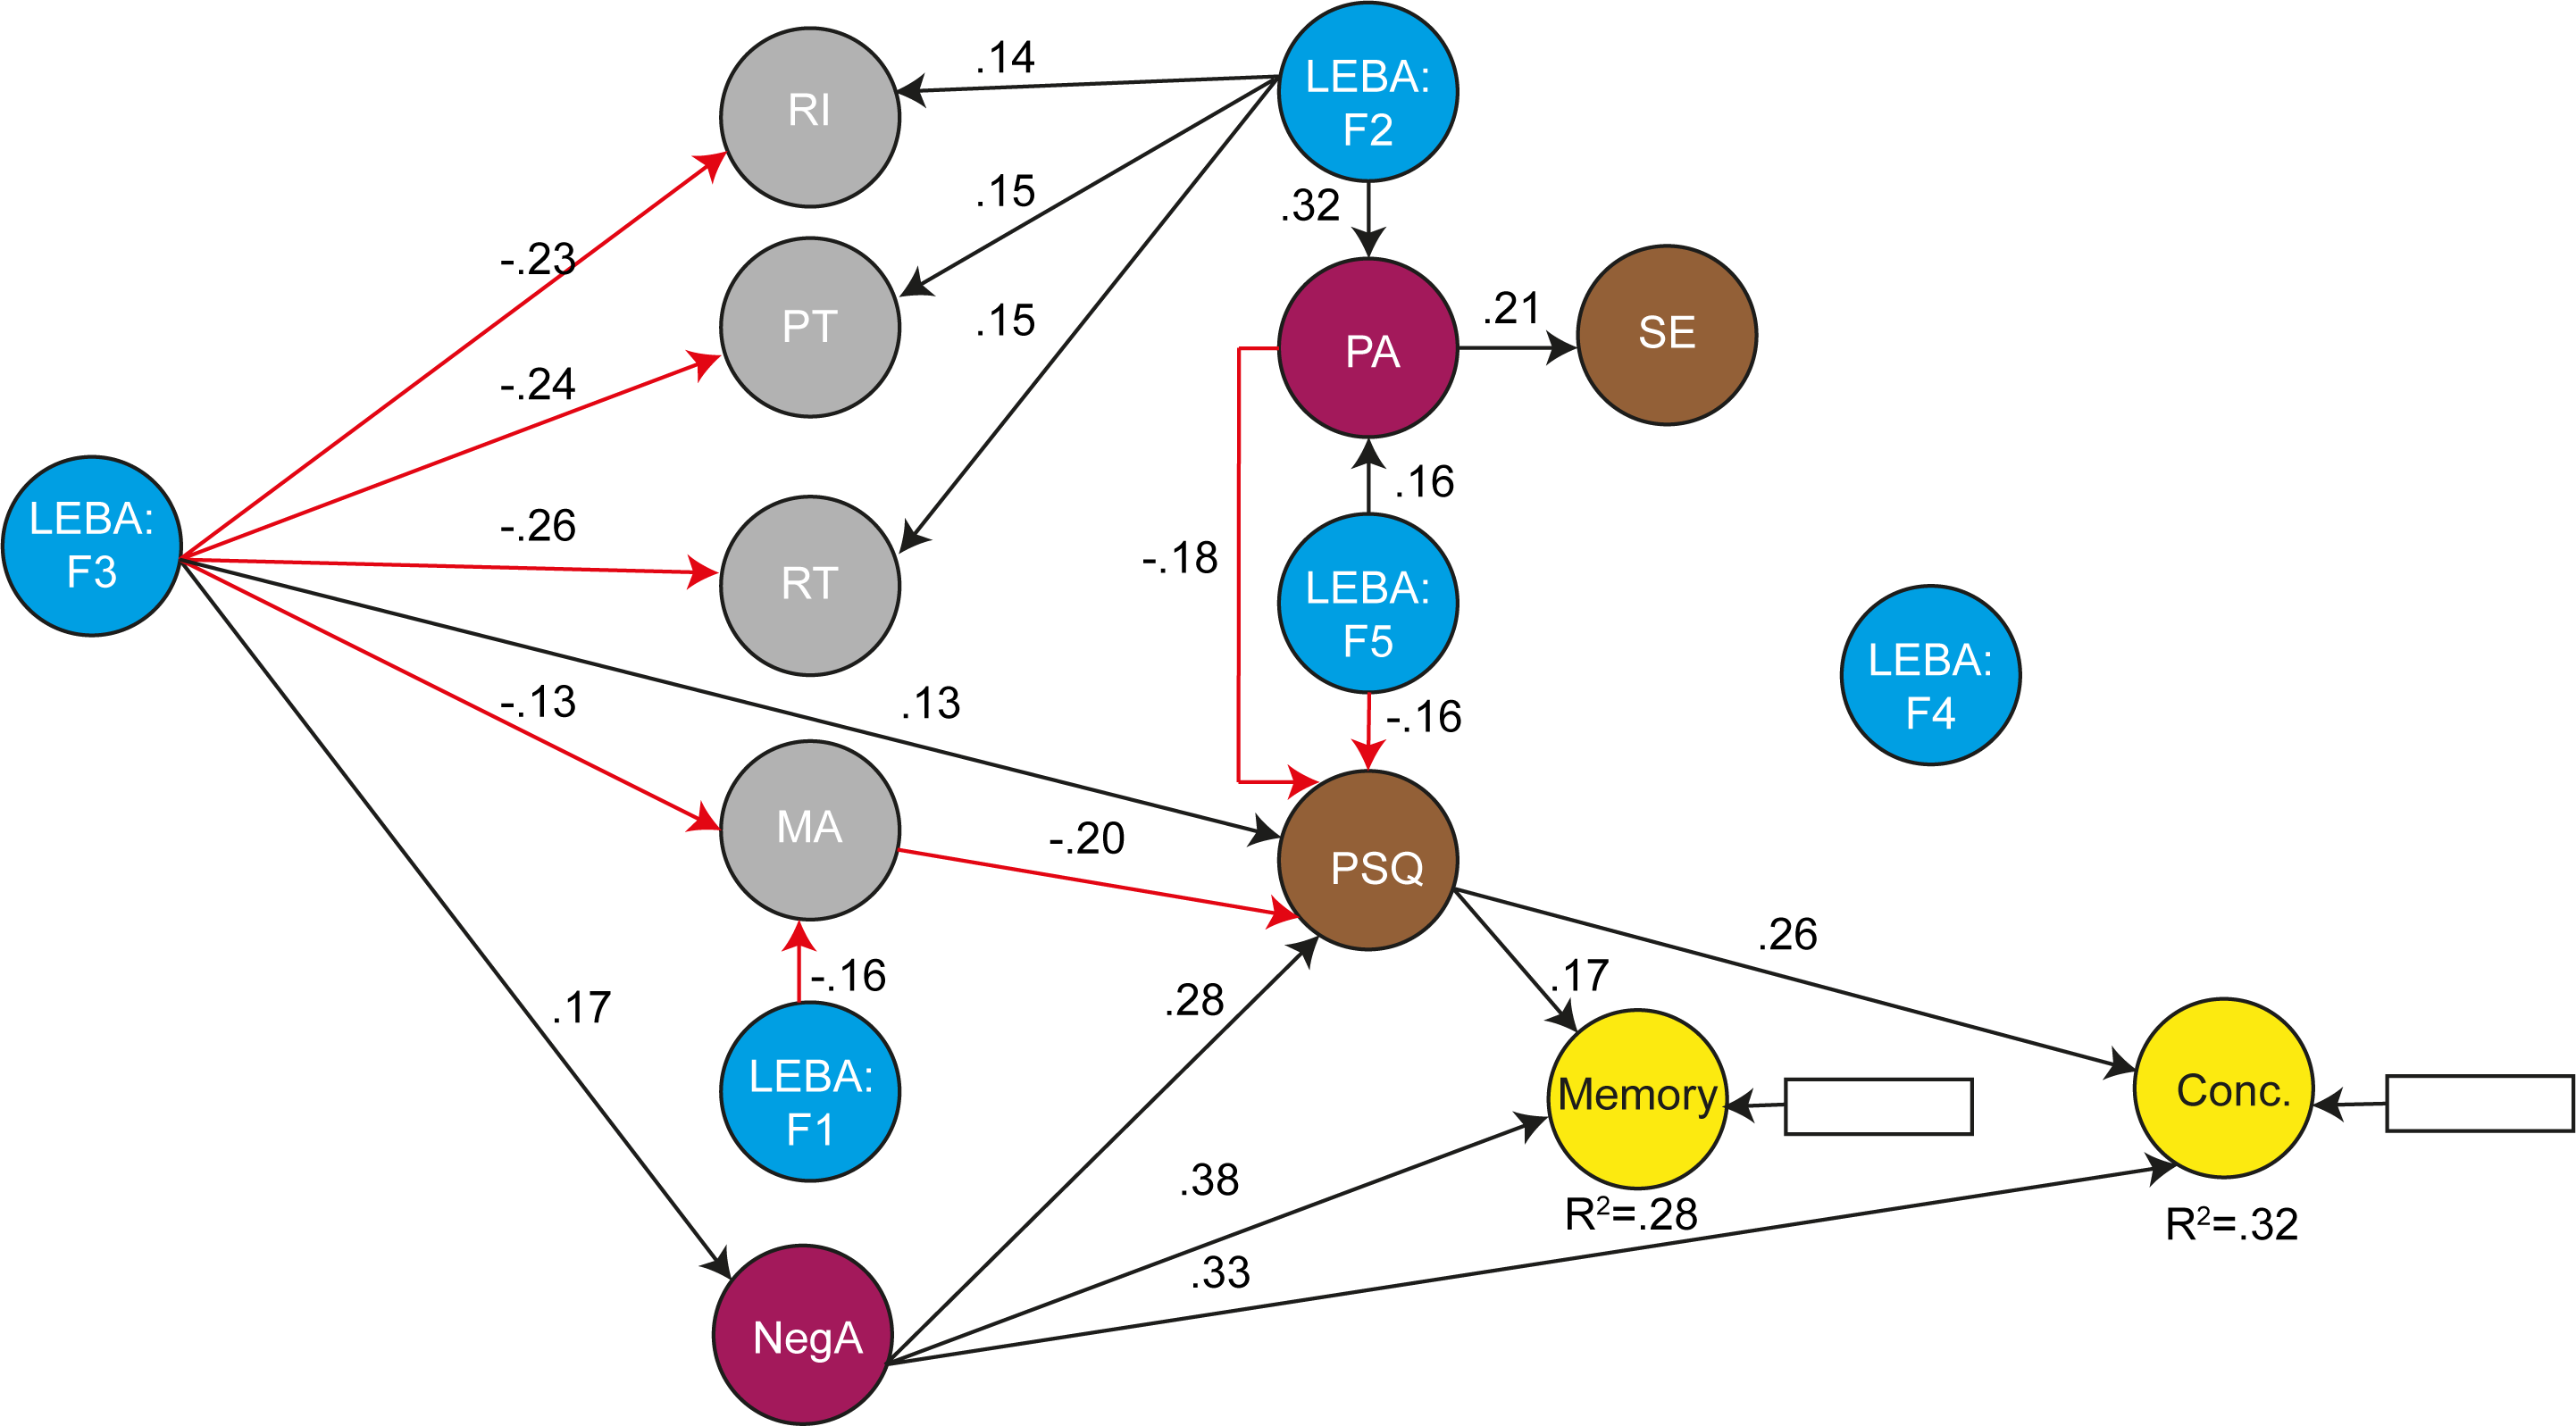 .14
LEBA:
F2
RI
.15
.32
-.23
.15
.21
SE
PT
PA
-.24
.16
LEBA:
F3
-.26
-.18
RT
LEBA:
F5
LEBA:
F4
-.13
.13
-.16
MA
-.20
PSQ
.26
-.16
.17
.28
.17
LEBA:
F1
Memory
Conc.
.38
R²=.28
R²=.32
.33
NegA